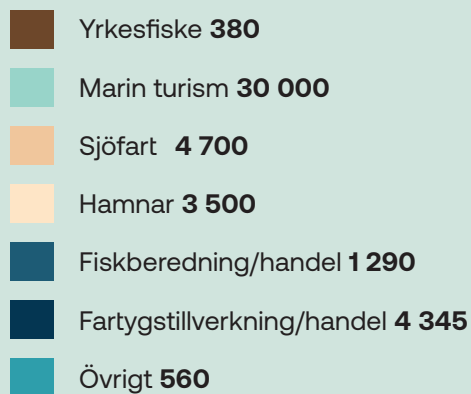 Yrkesfiske 380
Marin turism 30 000
Sjöfart 4 700
Hamnar 3 500
Fiskberedning/handel 1 290
Fartygstillverkning/handel 4 345
Övrigt 560